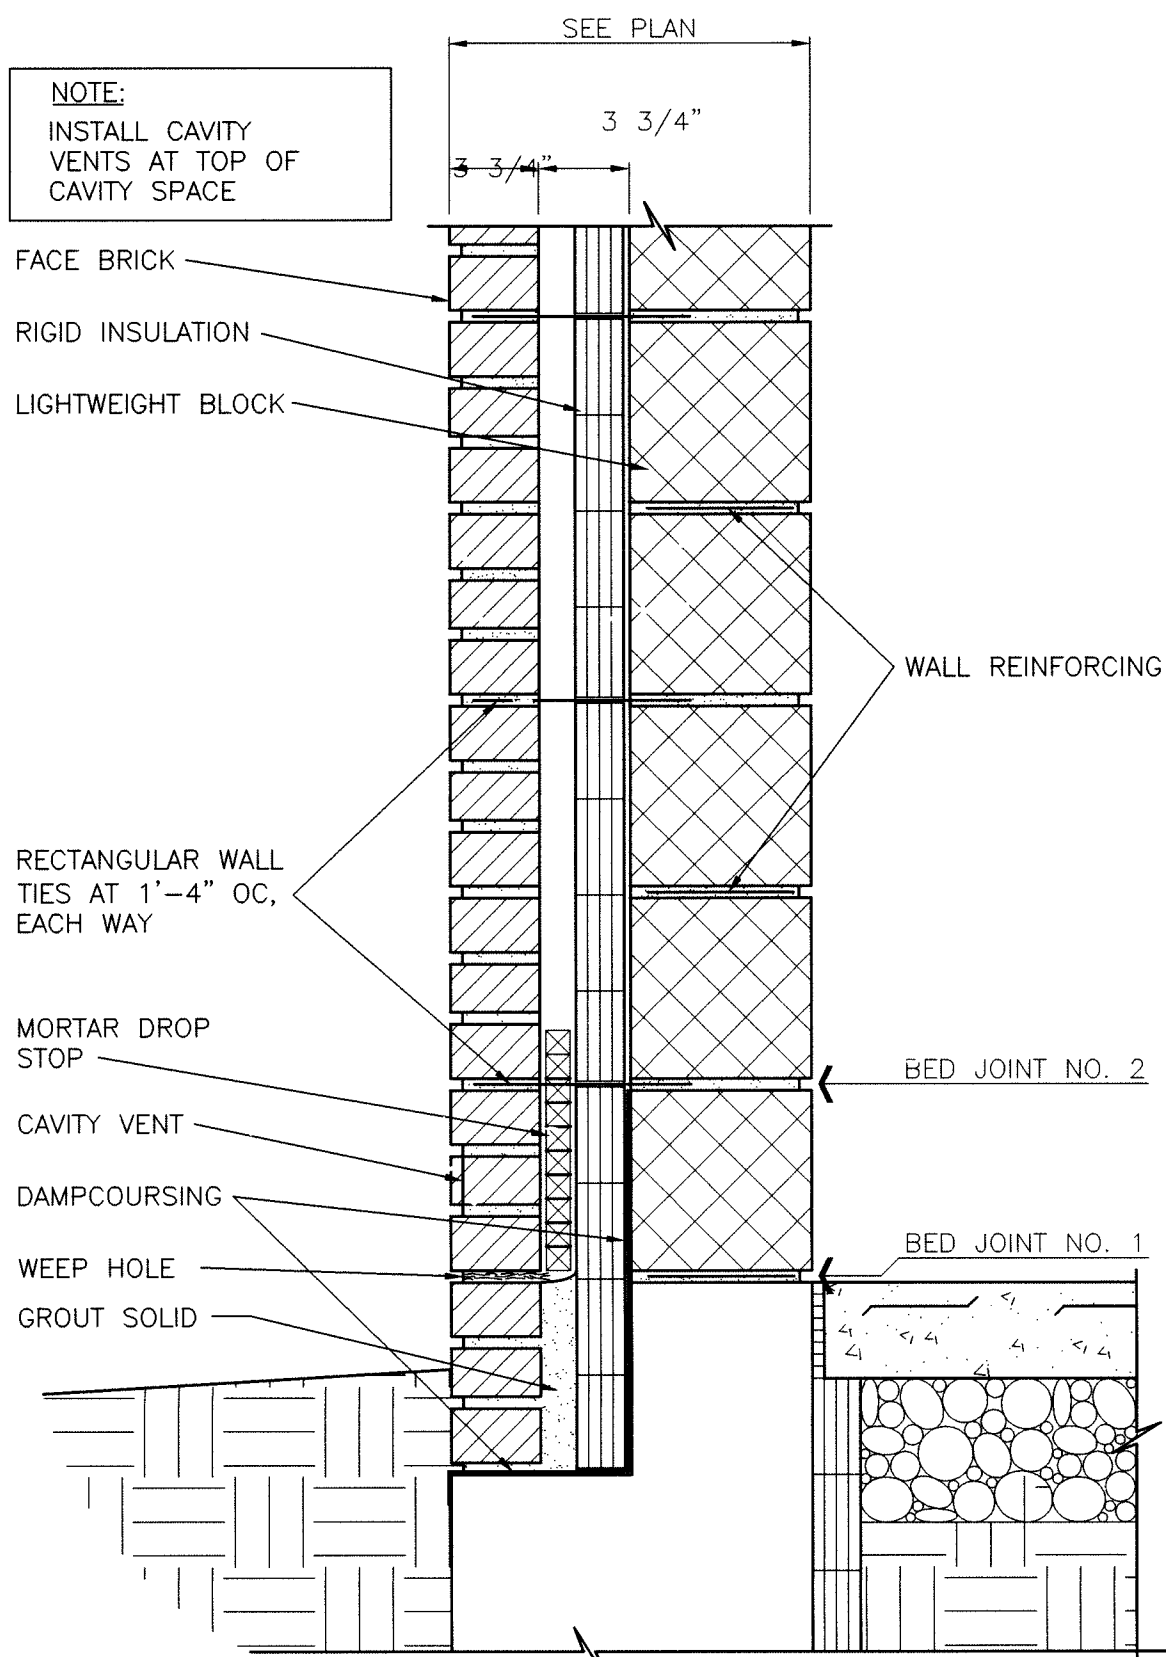 SEE PLAN
NOTE:
INSTALL CAVITY
VENTS AT TOP OF
CAVITY SPACE
3 3/4"
3 3/4"
FACE BRICK
RIGID INSULATION
LIGHTWEIGHT BLOCK
WALL REINFORCING
RECTANGULAR WALL
TIES AT 1'-4" OC,
EACH WAY
MORTAR DROP
STOP
BED JOINT NO. 2
CAVITY VENT
DAMPCOURSING
BED JOINT NO. 1
WEEP HOLE
GROUT SOLID